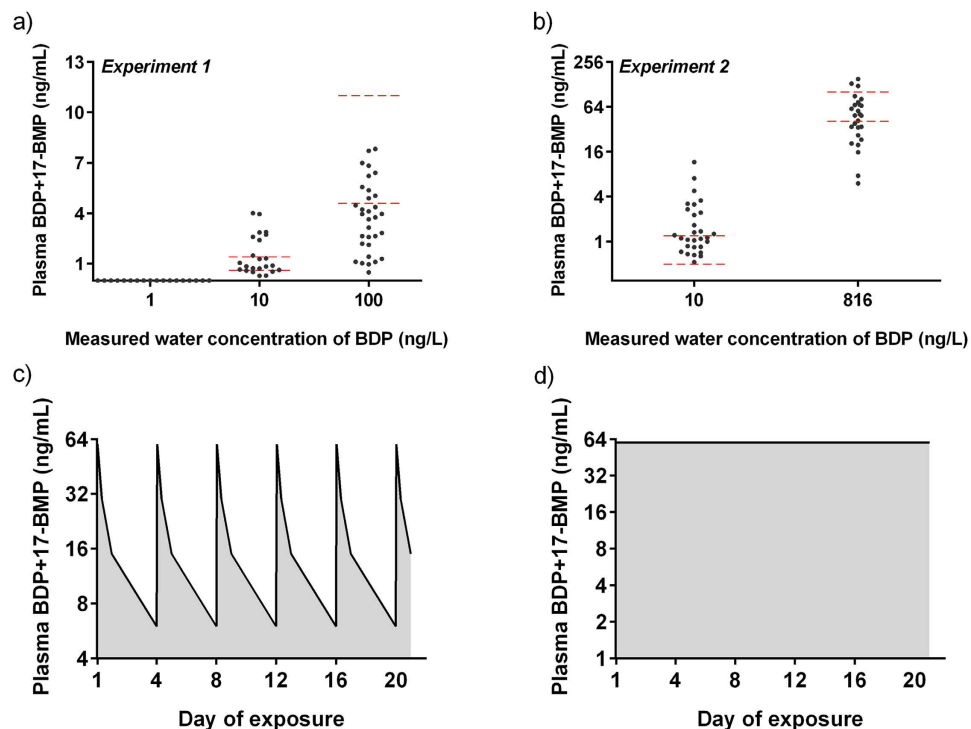 a)
Experiment 1
Plasma BDP+17-BMP (ng/mL)
13
11
7
4
1
1
10
100
Measured water concentration of BDP (ng/L)
b)
Experiment 2
Plasma BDP+17-BMP (ng/mL)
256
64
16
4
1
10
816
Measured water concentration of BDP (ng/L)
c)
Plasma BDP+17-BMP (ng/mL)
64
32
16
8
4
1
4
8
12
16
20
Day of exposure
d)
Plasma BDP+17-BMP (ng/mL)
64
32
16
8
4
2
1
1
4
8
12
16
20
Day of exposure